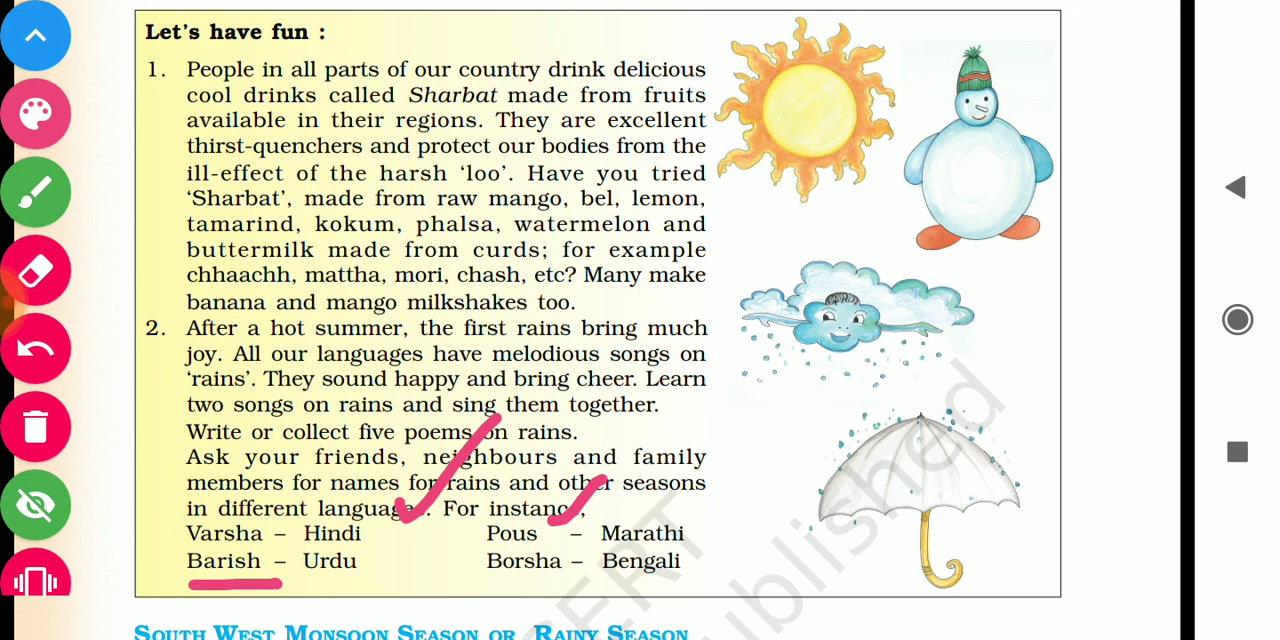 Let's have fun :
1. People in all parts of our country drink delicious
cool drinks called Sharbat made from fruits
available in their regions. They are excellent
thirst-quenchers and protect our bodies from the
ill-effect of the harsh 'loo'. Have you tried
'Sharbat', made from raw mango, bel, lemon,
tamarind, kokum, phalsa, watermelon and
buttermilk made from curds; for example
chhaachh, mattha, mori, chash, etc? Many make
banana and mango milkshakes too.
2. After a hot summer, the first rains bring much
joy. All our languages have melodious songs on
'rains'. They sound happy and bring cheer. Learn
two songs on rains and sing them together.
Write or collect five poems on rains.
Ask your friends, neighbours and family
members for names for rains and other seasons
in different languages. For instance,
Varsha – Hindi Pous – Marathi
Barish – Urdu Borsha – Bengali
SOUTH WEST MONSOON SEASON OR RAINY SEASON